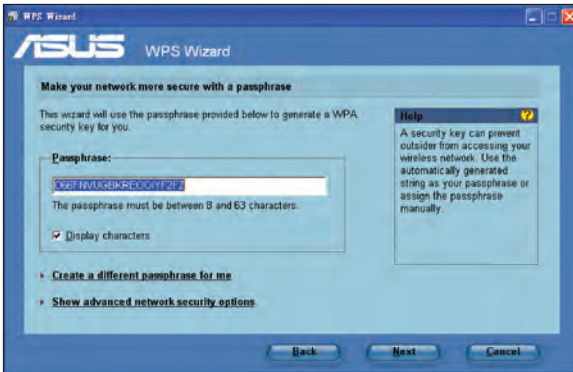 WPS Wizard
ASUS WPS Wizard
Make your network more secure with a passphrase
This wizard will use the passphrase provided below to generate a WPA
security key for you.
Passphrase:
The passphrase must be between 8 and 63 characters.
Display characters
Create a different passphrase for me
Show advanced network security options
Help
A security key can prevent
outsider from accessing your
wireless network. Use the
automatically generated
string as your passphrase or
assign the passphrase
manually.
Back Next Cancel